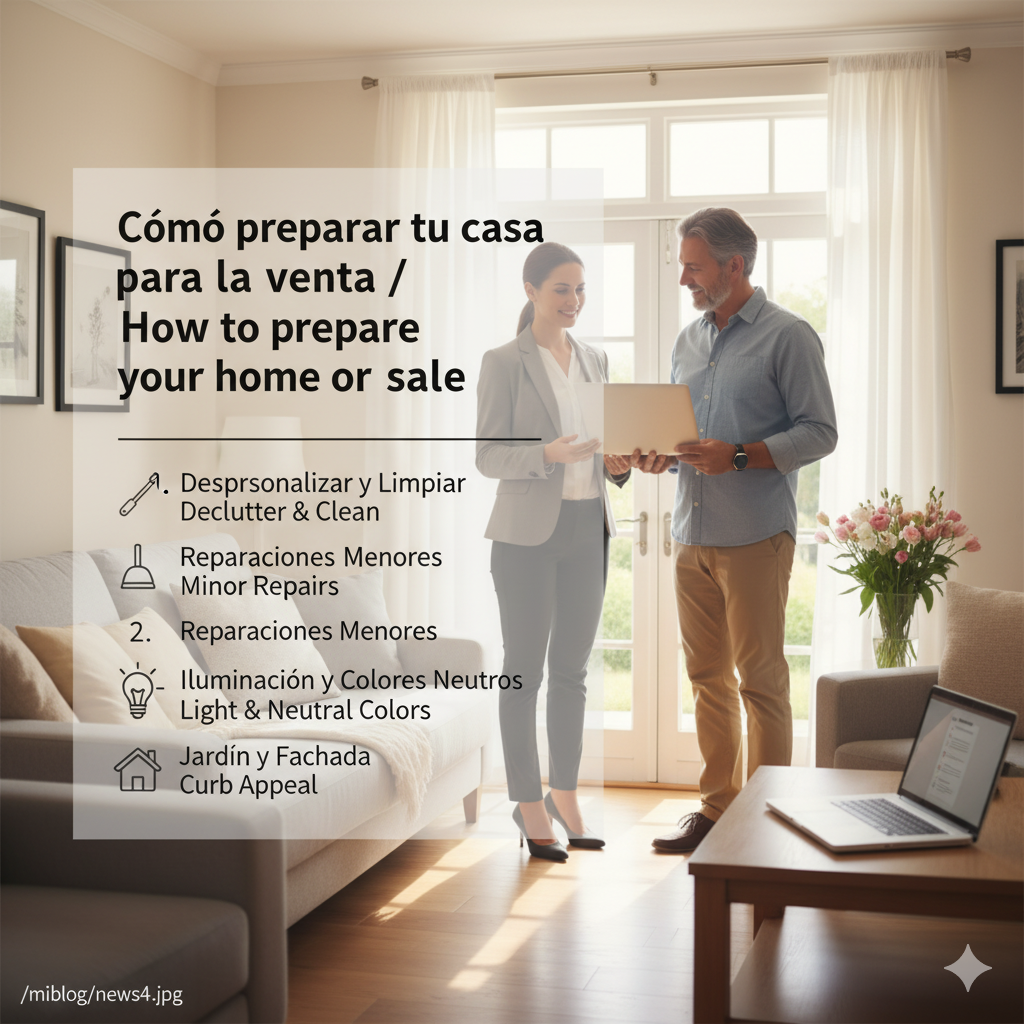 Cómó preparar tu casa
para la venta /
How to prepare
your home or sale
Desprsonalizar y Limpiar
Declutter & Clean
Reparaciones Menores
Minor Repairs
2. Reparaciones Menores
Iluminación y Colores Neutros
Light & Neutral Colors
Jardín y Fachada
Curb Appeal
/miblog/news4.jpg